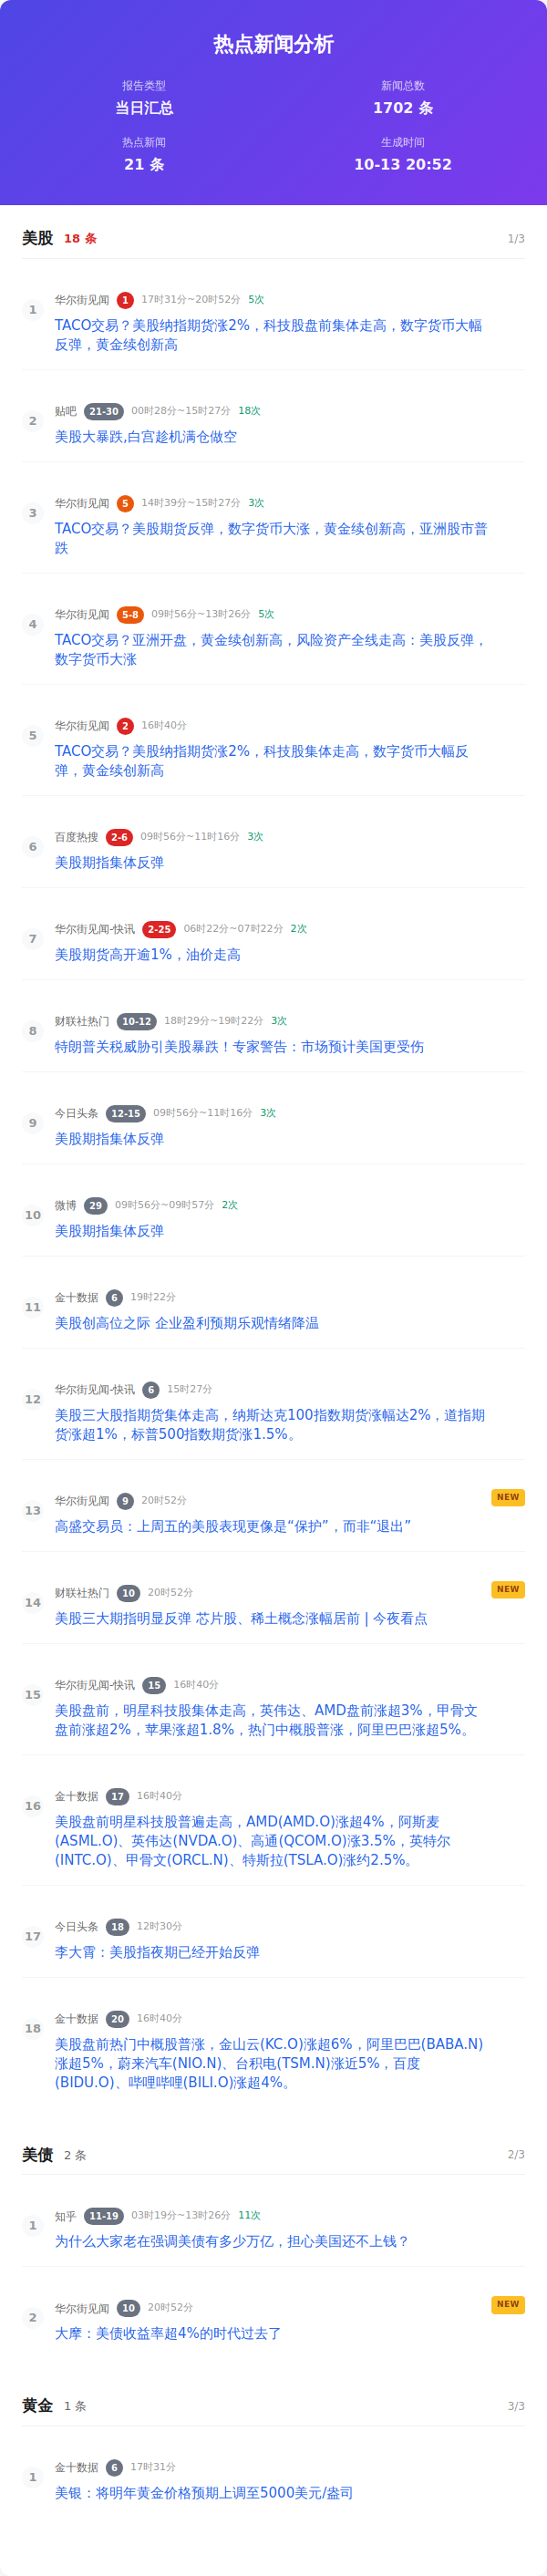 热点新闻分析
报告类型
当日汇总
新闻总数
1702 条
热点新闻
21 条
生成时间
10-13 20:52
美股 18 条 1/3
1
华尔街见闻 1 17时31分~20时52分 5次
TACO交易？美股纳指期货涨2%，科技股盘前集体走高，数字货币大幅
反弹，黄金续创新高
2
贴吧 21-30 00时28分~15时27分 18次
美股大暴跌,白宫趁机满仓做空
3
华尔街见闻 5 14时39分~15时27分 3次
TACO交易？美股期货反弹，数字货币大涨，黄金续创新高，亚洲股市普
跌
4
华尔街见闻 5-8 09时56分~13时26分 5次
TACO交易？亚洲开盘，黄金续创新高，风险资产全线走高：美股反弹，
数字货币大涨
5
华尔街见闻 2 16时40分
TACO交易？美股纳指期货涨2%，科技股集体走高，数字货币大幅反
弹，黄金续创新高
6
百度热搜 2-6 09时56分~11时16分 3次
美股期指集体反弹
7
华尔街见闻-快讯 2-25 06时22分~07时22分 2次
美股期货高开逾1%，油价走高
8
财联社热门 10-12 18时29分~19时22分 3次
特朗普关税威胁引美股暴跌！专家警告：市场预计美国更受伤
9
今日头条 12-15 09时56分~11时16分 3次
美股期指集体反弹
10
微博 29 09时56分~09时57分 2次
美股期指集体反弹
11
金十数据 6 19时22分
美股创高位之际 企业盈利预期乐观情绪降温
12
华尔街见闻-快讯 6 15时27分
美股三大股指期货集体走高，纳斯达克100指数期货涨幅达2%，道指期
货涨超1%，标普500指数期货涨1.5%。
13
华尔街见闻 9 20时52分
NEW
高盛交易员：上周五的美股表现更像是“保护”，而非“退出”
14
财联社热门 10 20时52分
NEW
美股三大期指明显反弹 芯片股、稀土概念涨幅居前 | 今夜看点
15
华尔街见闻-快讯 15 16时40分
美股盘前，明星科技股集体走高，英伟达、AMD盘前涨超3%，甲骨文
盘前涨超2%，苹果涨超1.8%，热门中概股普涨，阿里巴巴涨超5%。
16
金十数据 17 16时40分
美股盘前明星科技股普遍走高，AMD(AMD.O)涨超4%，阿斯麦
(ASML.O)、英伟达(NVDA.O)、高通(QCOM.O)涨3.5%，英特尔
(INTC.O)、甲骨文(ORCL.N)、特斯拉(TSLA.O)涨约2.5%。
17
今日头条 18 12时30分
李大霄：美股指夜期已经开始反弹
18
金十数据 20 16时40分
美股盘前热门中概股普涨，金山云(KC.O)涨超6%，阿里巴巴(BABA.N)
涨超5%，蔚来汽车(NIO.N)、台积电(TSM.N)涨近5%，百度
(BIDU.O)、哔哩哔哩(BILI.O)涨超4%。
美债 2 条 2/3
1
知乎 11-19 03时19分~13时26分 11次
为什么大家老在强调美债有多少万亿，担心美国还不上钱？
2
华尔街见闻 10 20时52分
NEW
大摩：美债收益率超4%的时代过去了
黄金 1 条 3/3
1
金十数据 6 17时31分
美银：将明年黄金价格预期上调至5000美元/盎司